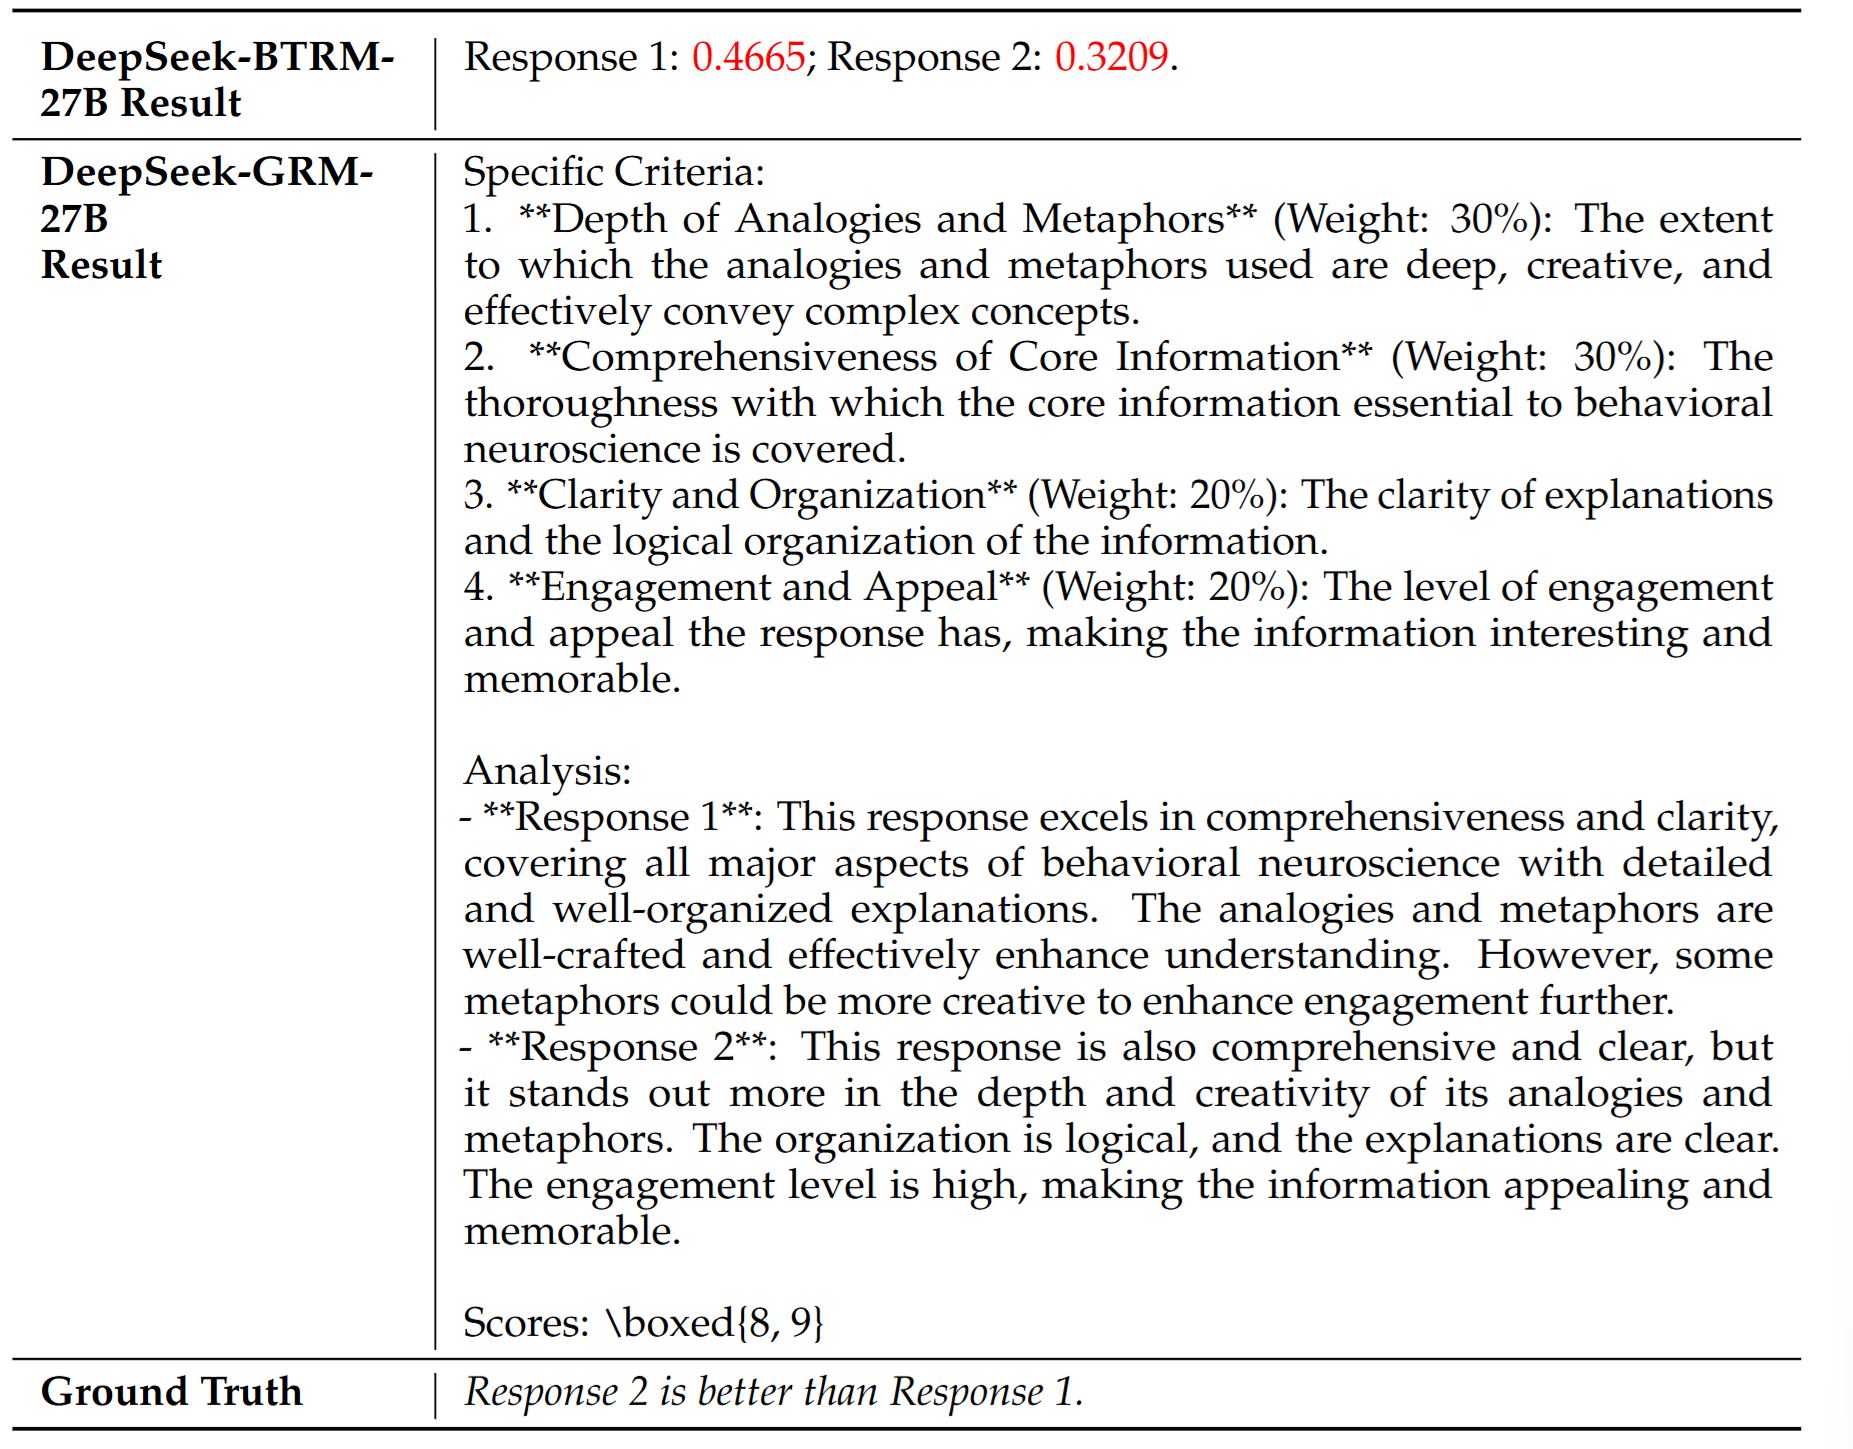 DeepSeek-BTRM-
27B Result
Response 1: 0.4665; Response 2: 0.3209.
DeepSeek-GRM-
27B
Result
Specific Criteria:
1. **Depth of Analogies and Metaphors** (Weight: 30%): The extent
to which the analogies and metaphors used are deep, creative, and
effectively convey complex concepts.
2. **Comprehensiveness of Core Information** (Weight: 30%): The
thoroughness with which the core information essential to behavioral
neuroscience is covered.
3. **Clarity and Organization** (Weight: 20%): The clarity of explanations
and the logical organization of the information.
4. **Engagement and Appeal** (Weight: 20%): The level of engagement
and appeal the response has, making the information interesting and
memorable.
Analysis:
- **Response 1**: This response excels in comprehensiveness and clarity,
covering all major aspects of behavioral neuroscience with detailed
and well-organized explanations. The analogies and metaphors are
well-crafted and effectively enhance understanding. However, some
metaphors could be more creative to enhance engagement further.
- **Response 2**: This response is also comprehensive and clear, but
it stands out more in the depth and creativity of its analogies and
metaphors. The organization is logical, and the explanations are clear.
The engagement level is high, making the information appealing and
memorable.
Scores: \boxed{8, 9}
Ground Truth
Response 2 is better than Response 1.